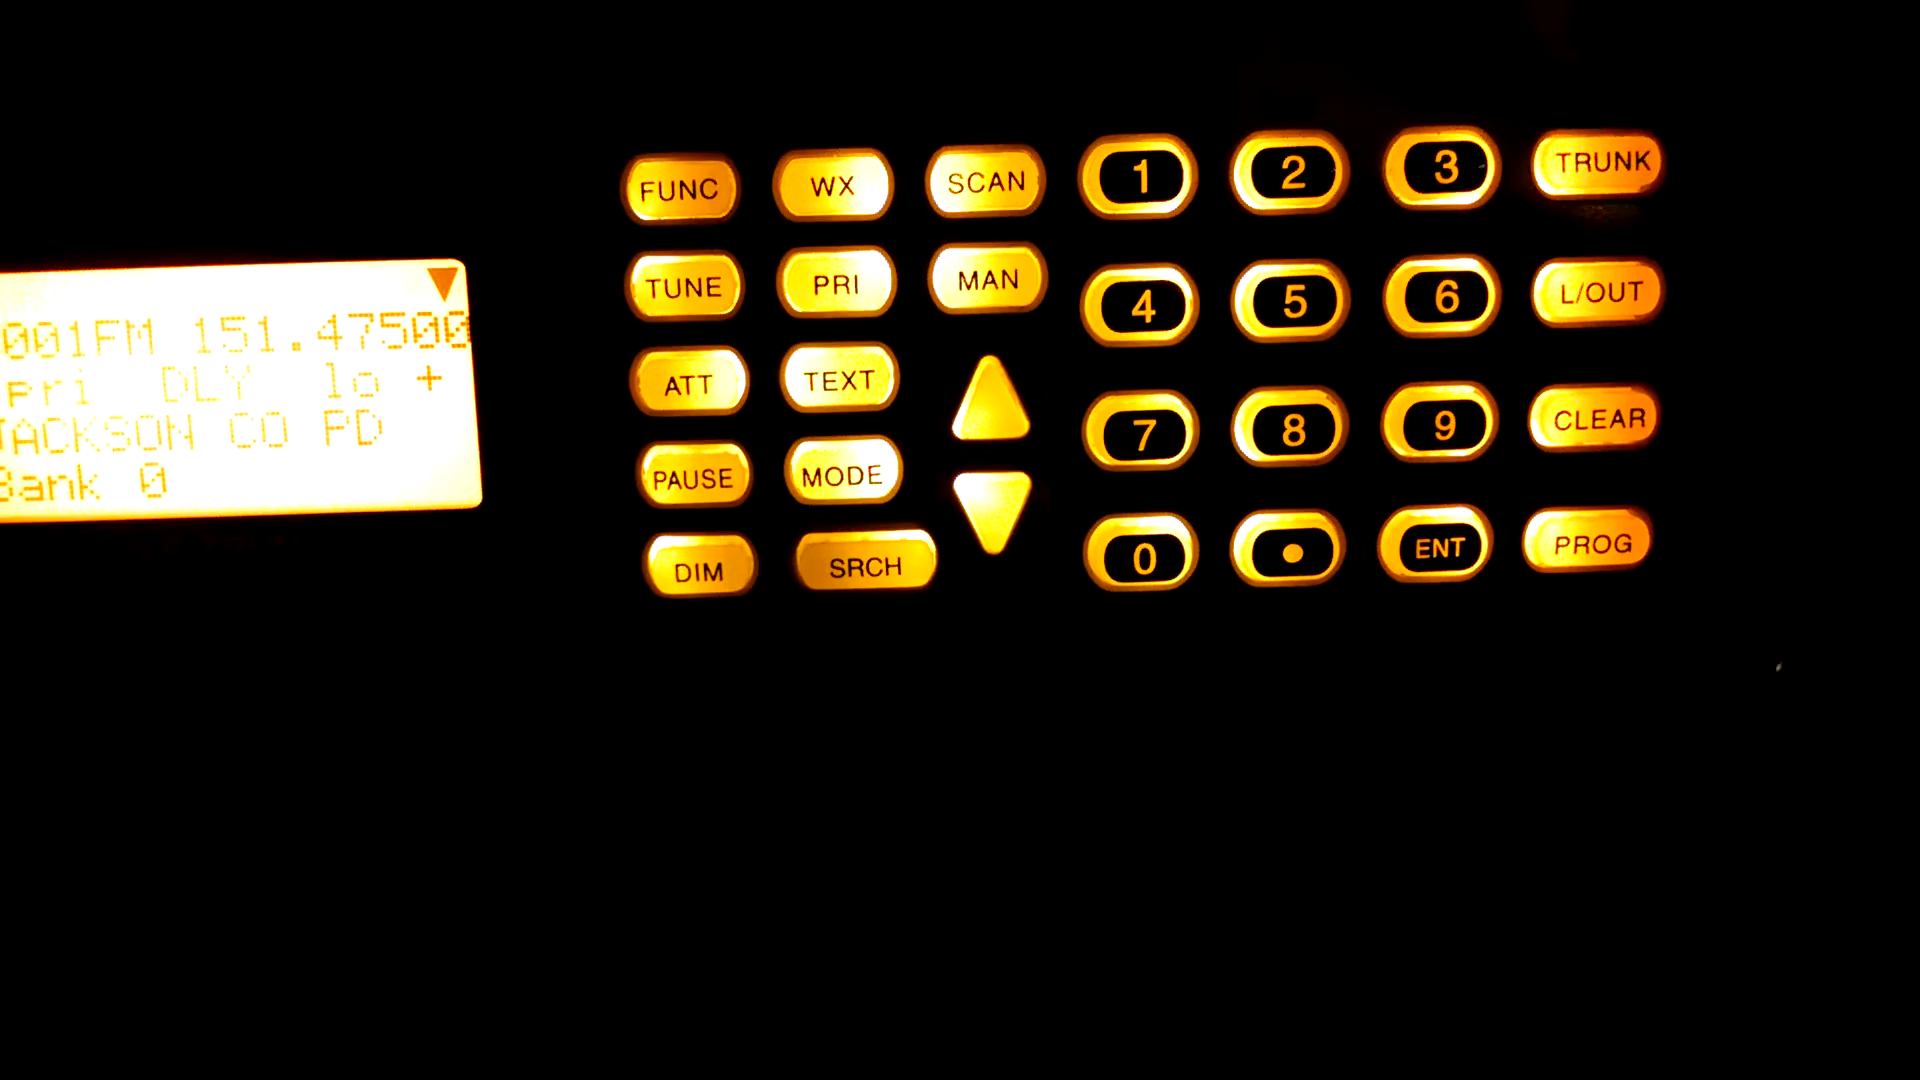 001FM 151.47500
pri DLY lo +
JACKSON CO PD
Bank 0
FUNC WX SCAN 1 2 3 TRUNK
TUNE PRI MAN 4 5 6 L/OUT
ATT TEXT
PAUSE MODE 7 8 9 CLEAR
DIM SRCH 0 • ENT PROG